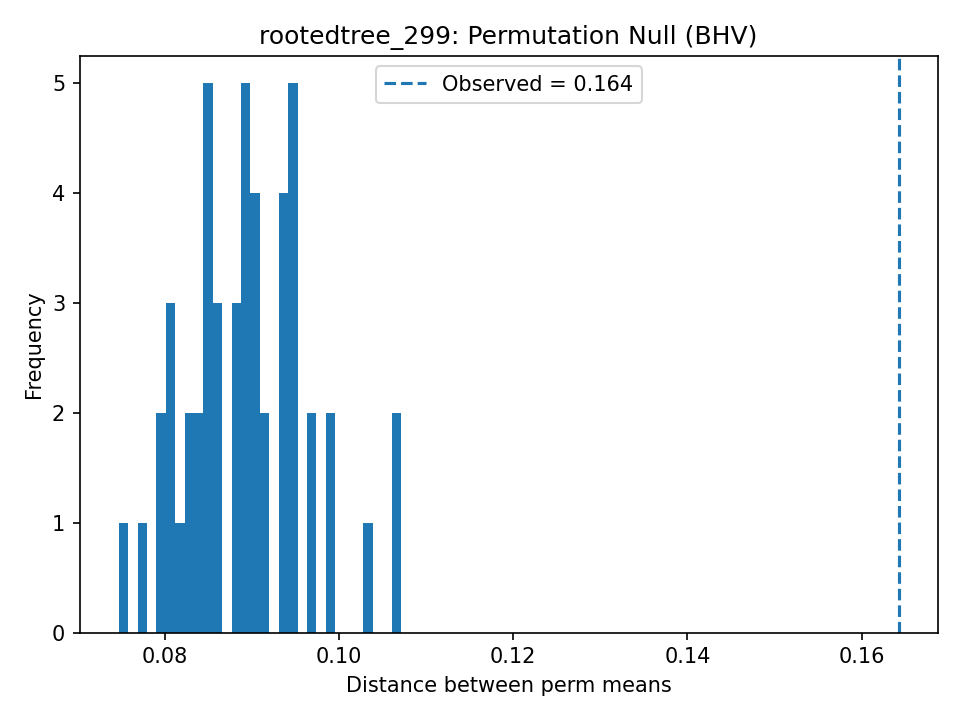 rootedtree_299: Permutation Null (BHV)
Observed = 0.164
5
4
3
2
1
0
Frequency
0.08 0.10 0.12 0.14 0.16
Distance between perm means